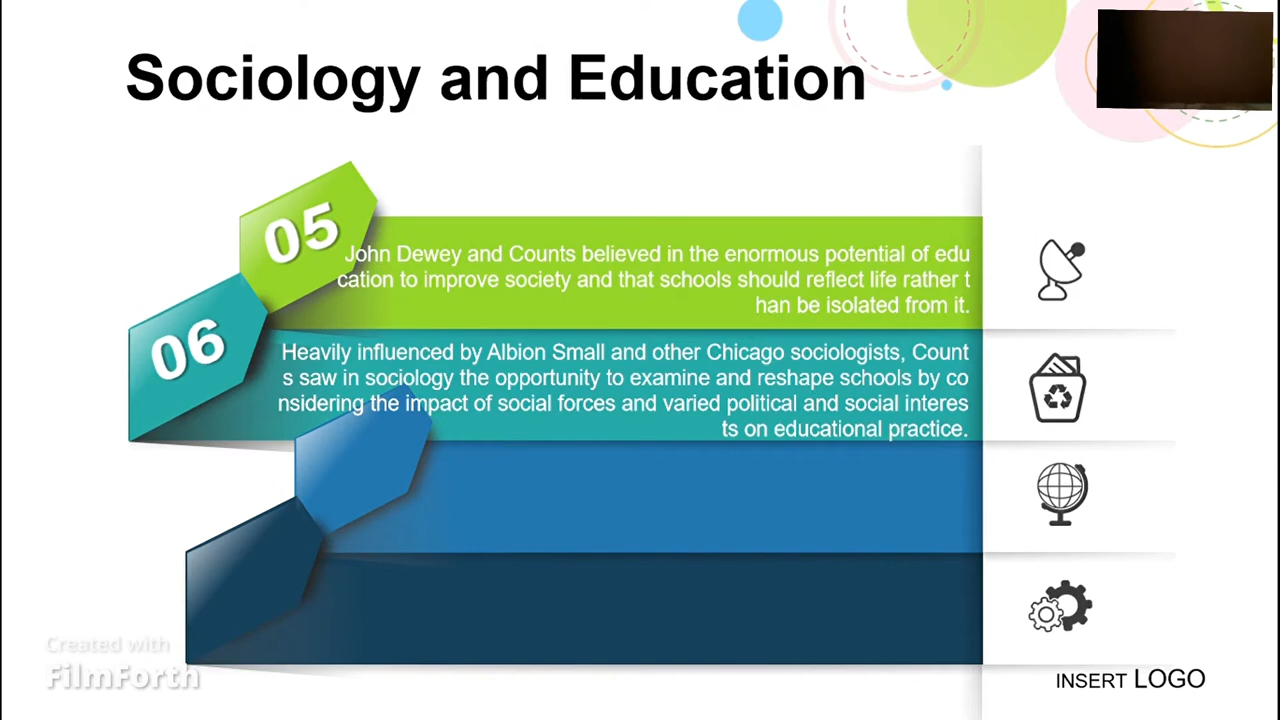 Sociology and Education
05
John Dewey and Counts believed in the enormous potential of edu
cation to improve society and that schools should reflect life rather t
han be isolated from it.
06
Heavily influenced by Albion Small and other Chicago sociologists, Count
s saw in sociology the opportunity to examine and reshape schools by co
nsidering the impact of social forces and varied political and social interes
ts on educational practice.
Created with
FilmForth
INSERT LOGO